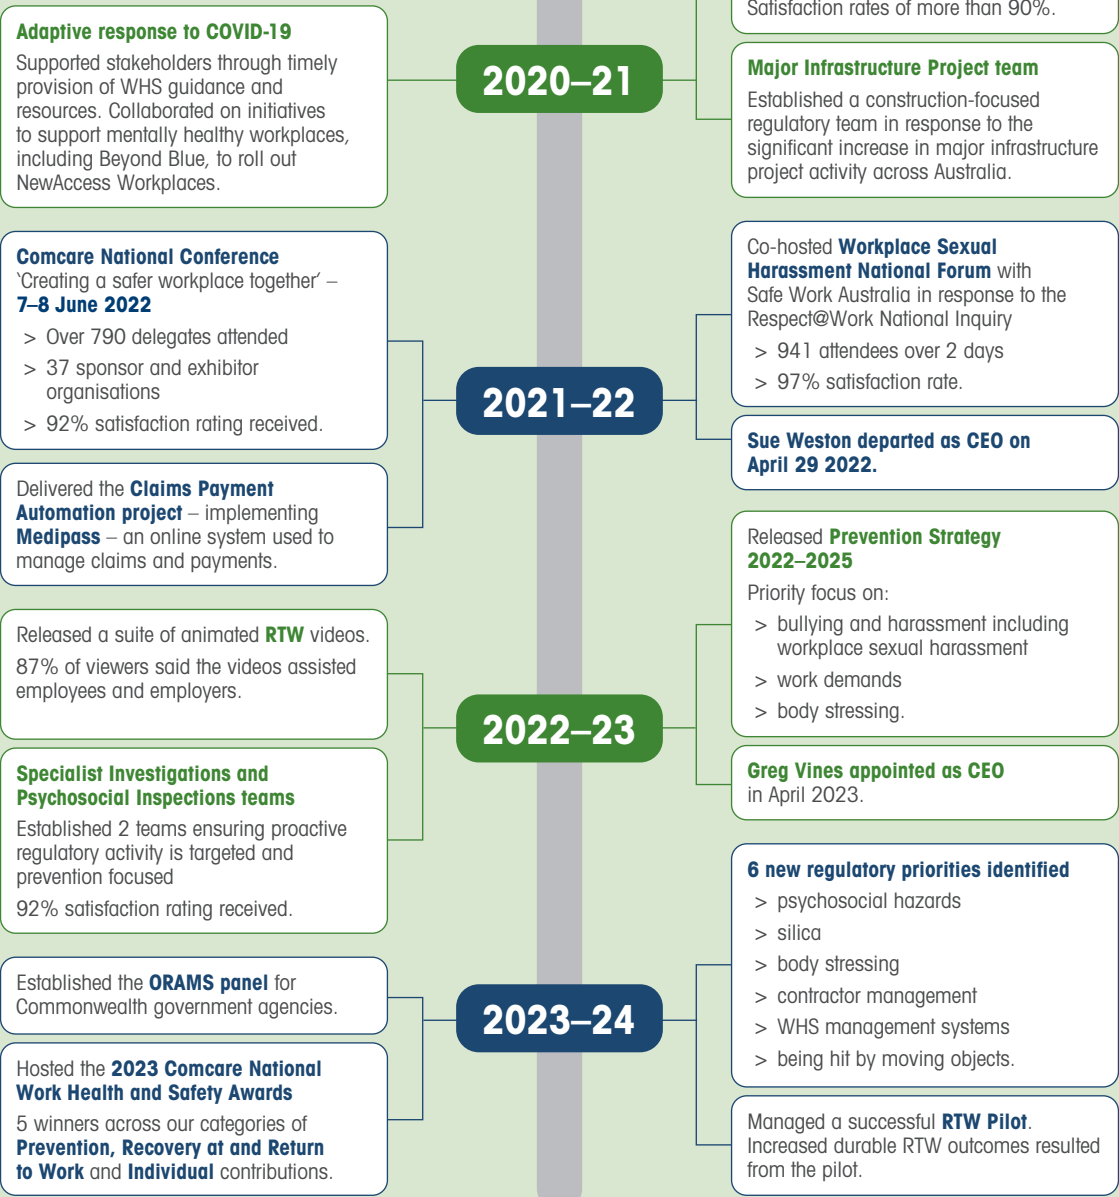 Adaptive response to COVID-19
Supported stakeholders through timely
provision of WHS guidance and
resources. Collaborated on initiatives
to support mentally healthy workplaces,
including Beyond Blue, to roll out
NewAccess Workplaces.
2020–21
Satisfaction rates of more than 90%.
Major Infrastructure Project team
Established a construction-focused
regulatory team in response to the
significant increase in major infrastructure
project activity across Australia.
Comcare National Conference
‘Creating a safer workplace together’ –
7–8 June 2022
> Over 790 delegates attended
> 37 sponsor and exhibitor
organisations
> 92% satisfaction rating received.
Delivered the Claims Payment
Automation project – implementing
Medipass – an online system used to
manage claims and payments.
2021–22
Co-hosted Workplace Sexual
Harassment National Forum with
Safe Work Australia in response to the
Respect@Work National Inquiry
> 941 attendees over 2 days
> 97% satisfaction rate.
Sue Weston departed as CEO on
April 29 2022.
Released a suite of animated RTW videos.
87% of viewers said the videos assisted
employees and employers.
Specialist Investigations and
Psychosocial Inspections teams
Established 2 teams ensuring proactive
regulatory activity is targeted and
prevention focused
92% satisfaction rating received.
2022–23
Released Prevention Strategy
2022–2025
Priority focus on:
> bullying and harassment including
workplace sexual harassment
> work demands
> body stressing.
Greg Vines appointed as CEO
in April 2023.
Established the ORAMS panel for
Commonwealth government agencies.
Hosted the 2023 Comcare National
Work Health and Safety Awards
5 winners across our categories of
Prevention, Recovery at and Return
to Work and Individual contributions.
2023–24
6 new regulatory priorities identified
> psychosocial hazards
> silica
> body stressing
> contractor management
> WHS management systems
> being hit by moving objects.
Managed a successful RTW Pilot.
Increased durable RTW outcomes resulted
from the pilot.